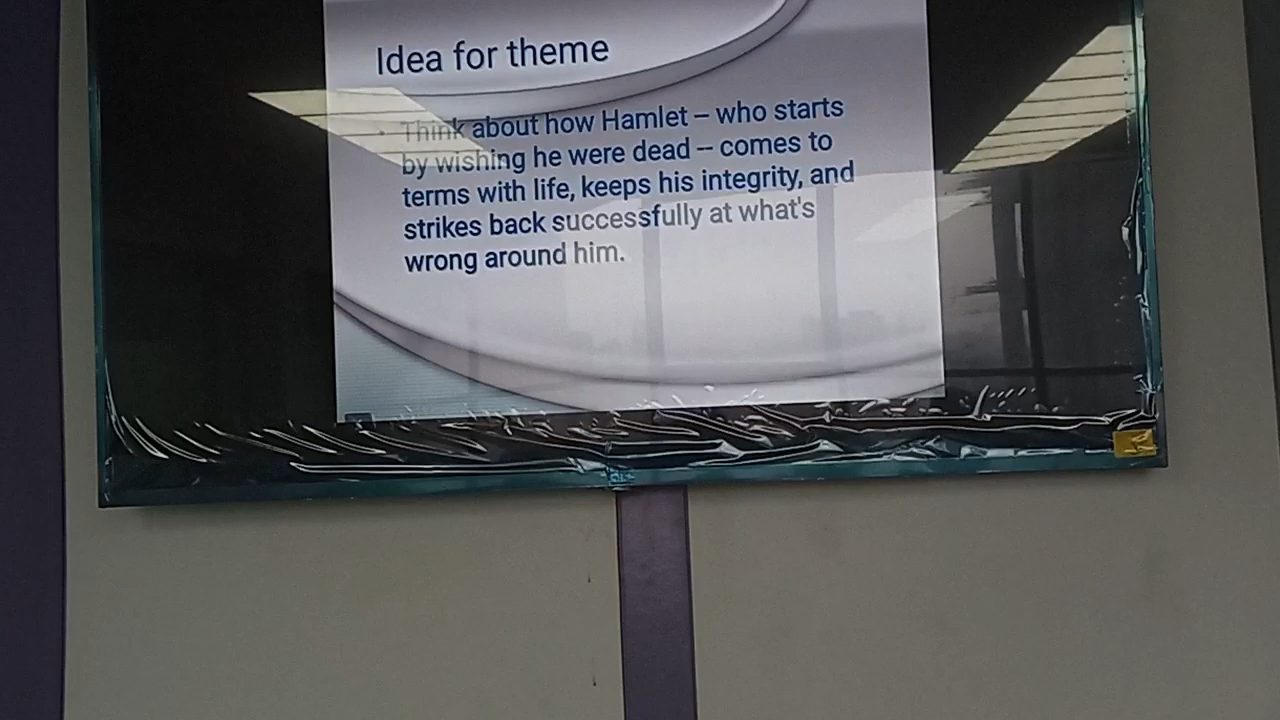 Idea for theme
• Think about how Hamlet – who starts
by wishing he were dead -- comes to
terms with life, keeps his integrity, and
strikes back successfully at what's
wrong around him.